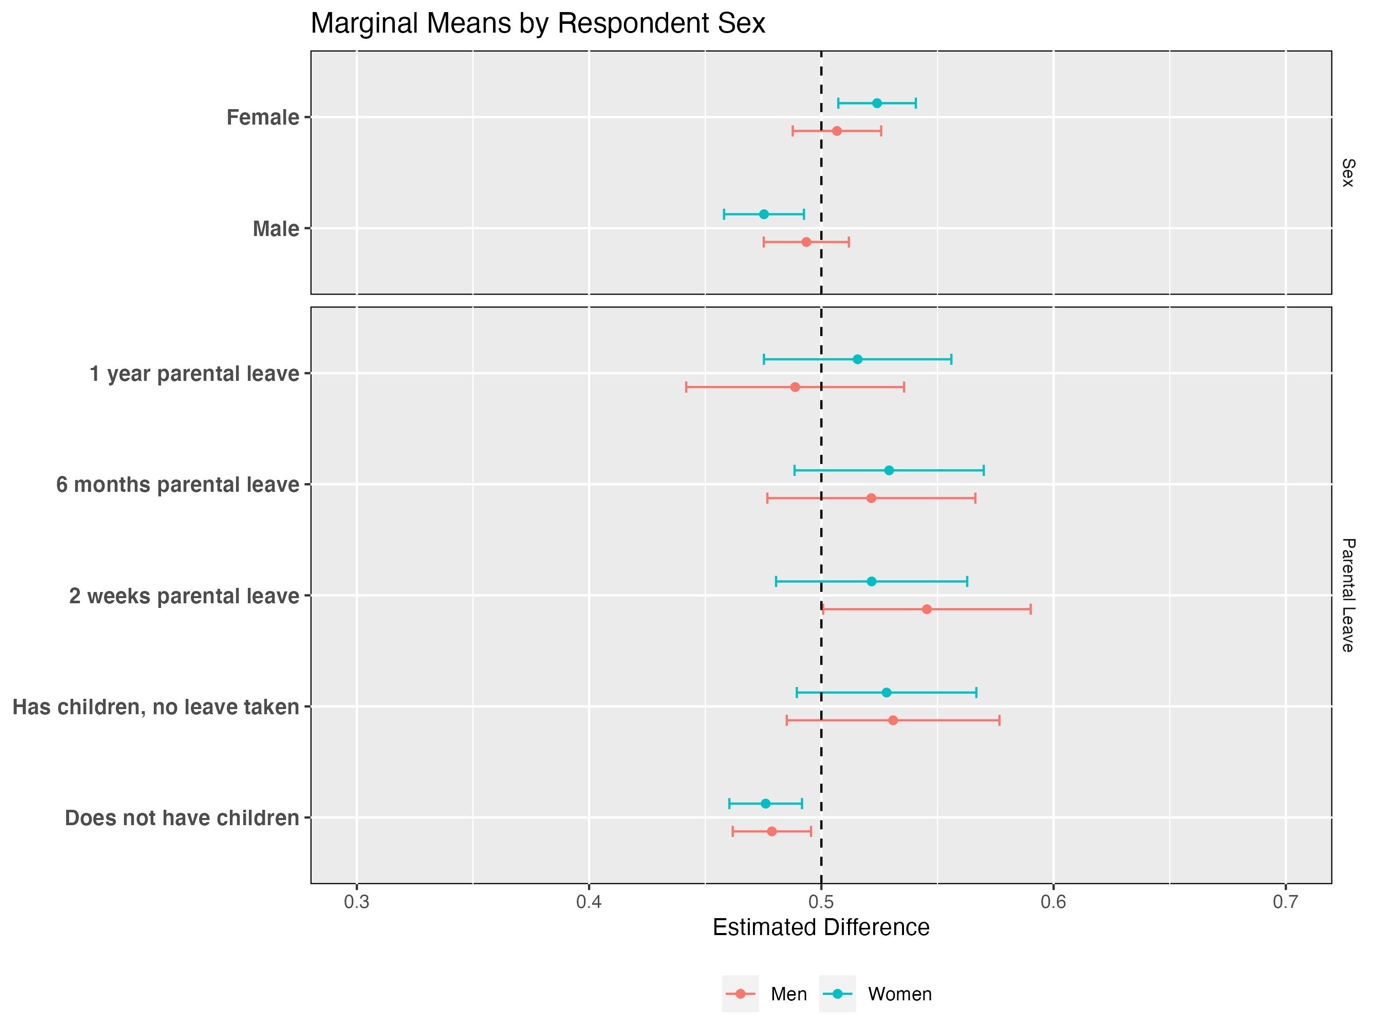 Marginal Means by Respondent Sex
Female
Male
Sex
1 year parental leave
6 months parental leave
2 weeks parental leave
Has children, no leave taken
Does not have children
Parental Leave
0.3 0.4 0.5 0.6 0.7
Estimated Difference
Men Women